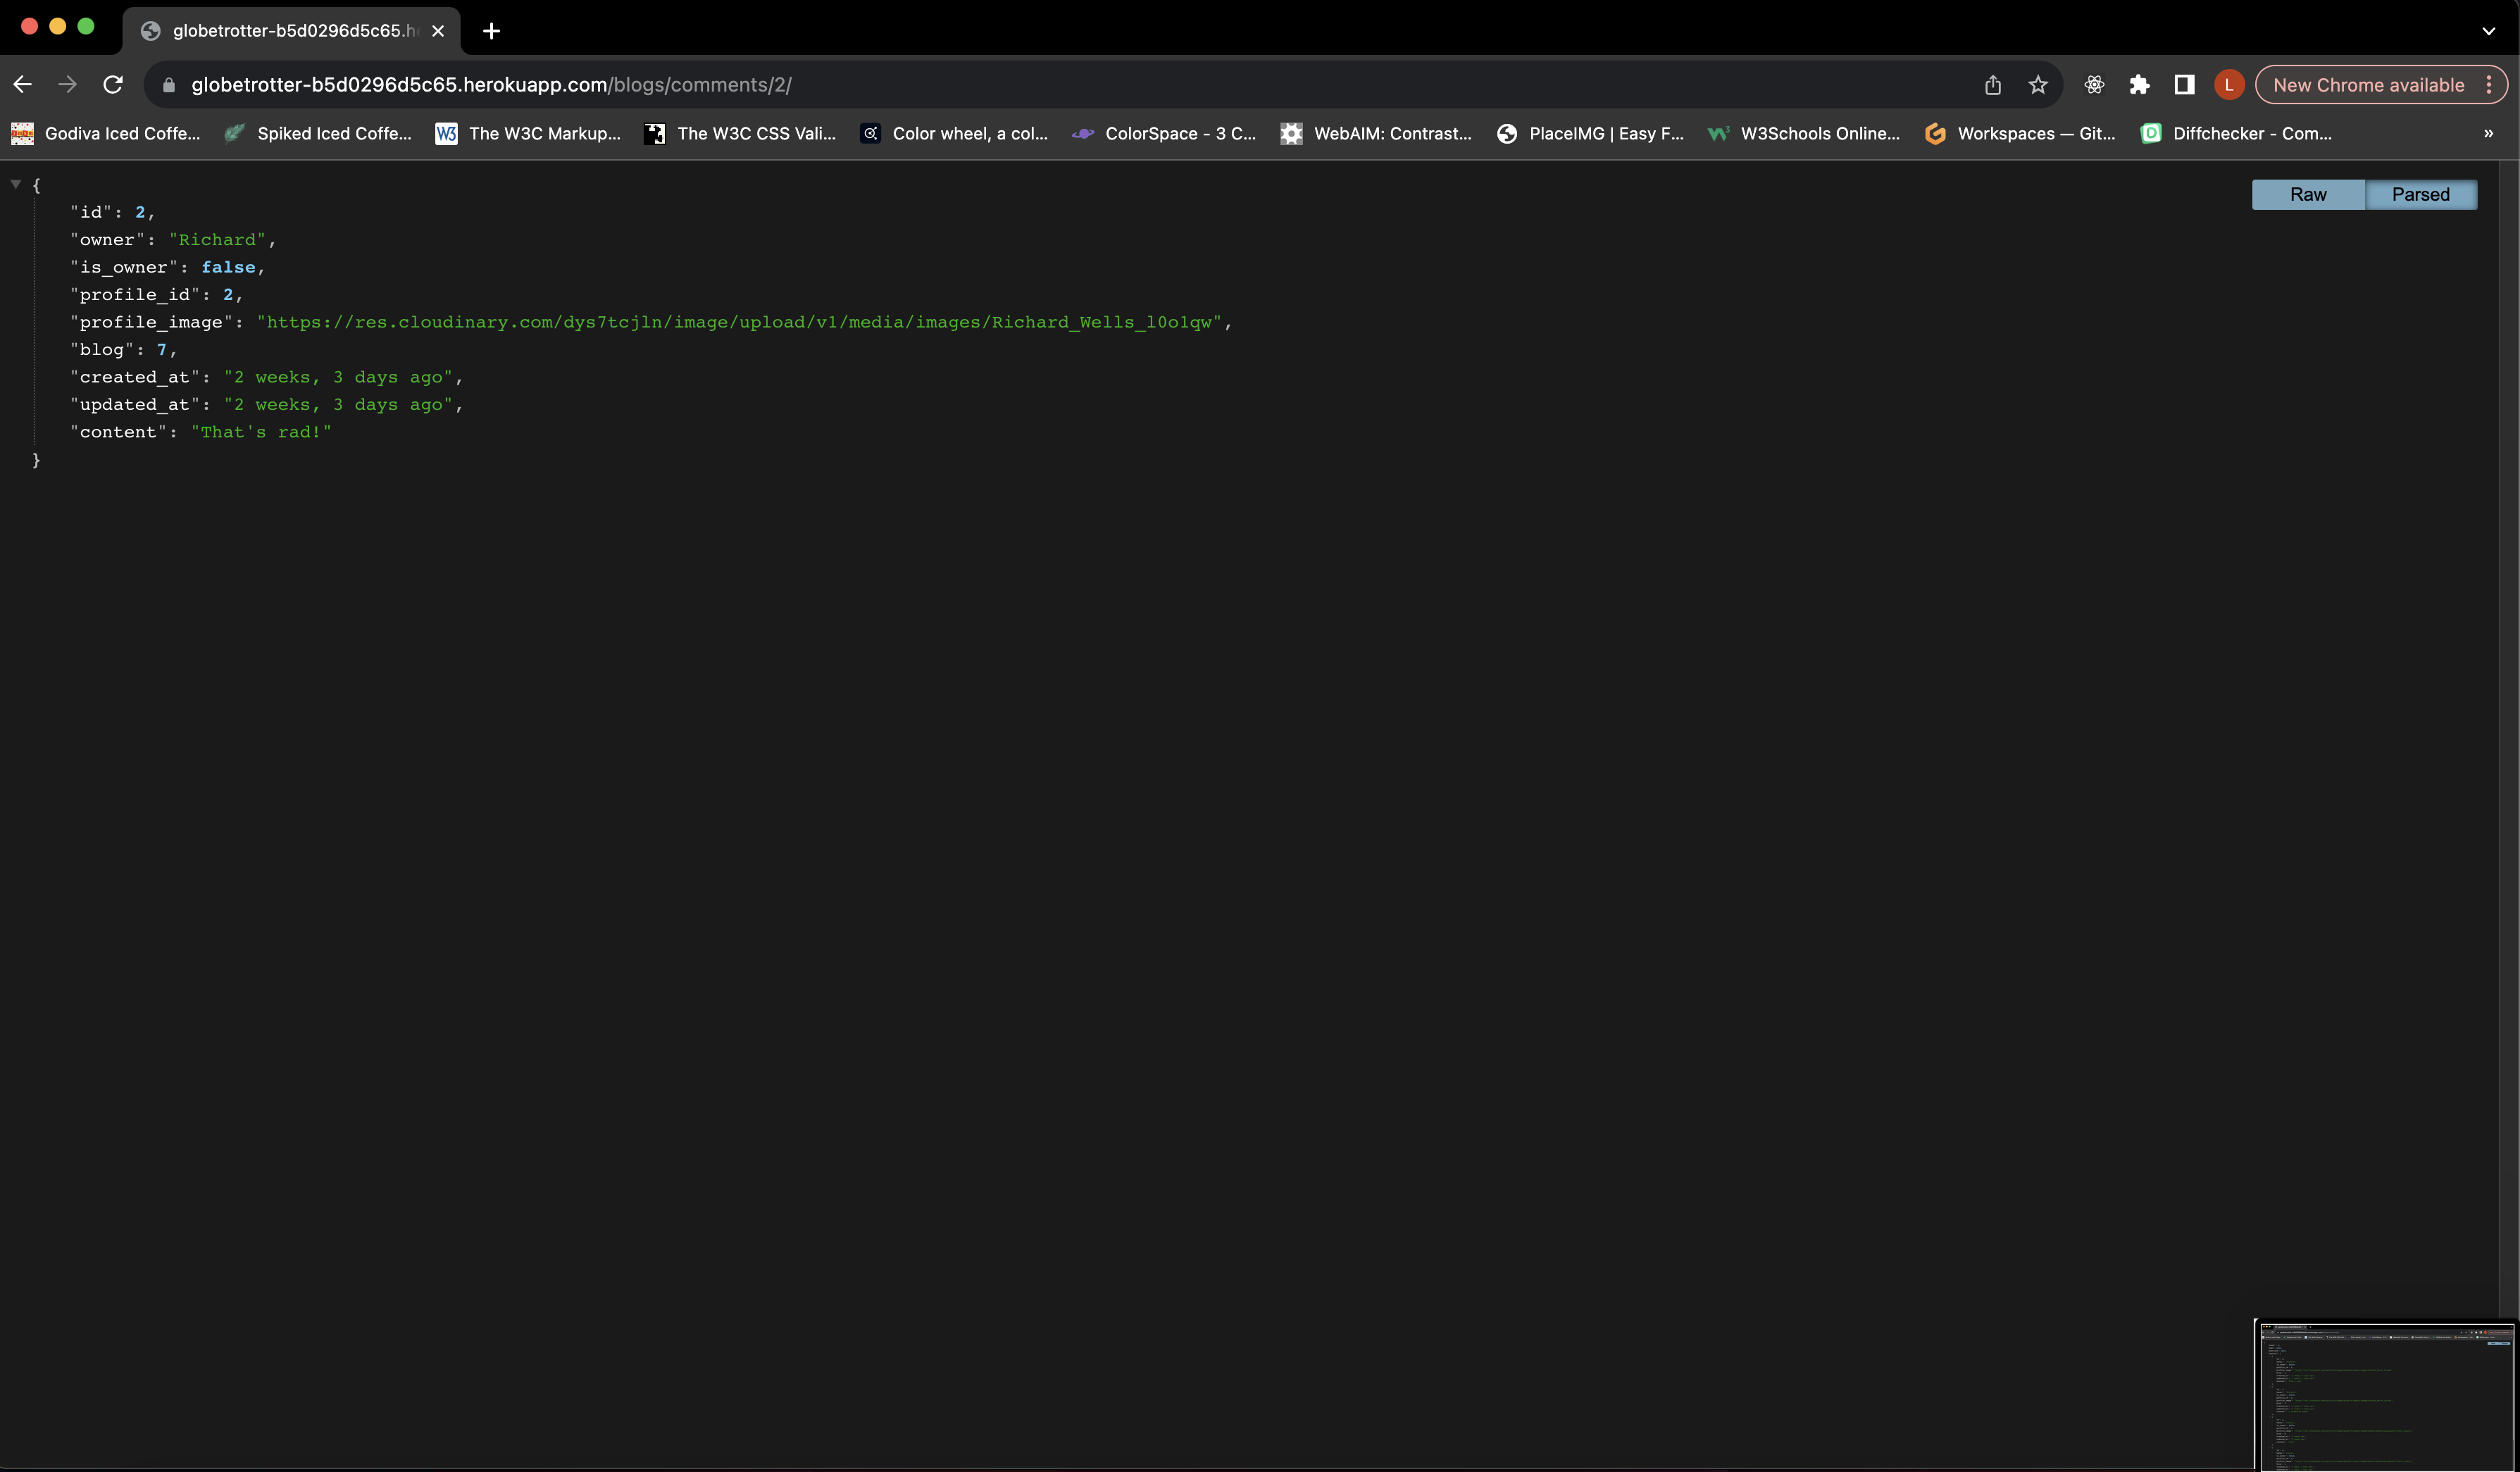 globetrotter-b5d0296d5c65.h
globetrotter-b5d0296d5c65.herokuapp.com/blogs/comments/2/
L
New Chrome available
Godiva Iced Coffe...
Spiked Iced Coffe...
W3
The W3C Markup...
The W3C CSS Vali...
Color wheel, a col...
ColorSpace - 3 C...
WebAIM: Contrast...
PlaceIMG | Easy F...
W3Schools Online...
Workspaces — Git...
D
Diffchecker - Com...
»
Raw
Parsed
{
"id": 2,
"owner": "Richard",
"is_owner": false,
"profile_id": 2,
"profile_image": "https://res.cloudinary.com/dys7tcjln/image/upload/v1/media/images/Richard_Wells_l0o1qw",
"blog": 7,
"created_at": "2 weeks, 3 days ago",
"updated_at": "2 weeks, 3 days ago",
"content": "That's rad!"
}